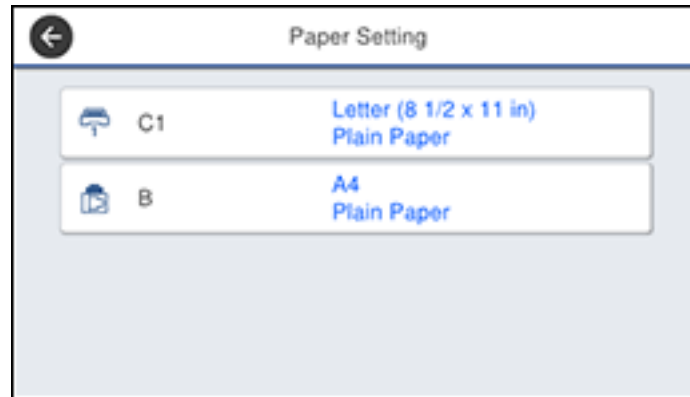 Paper Setting
C1
Letter (8 1/2 x 11 in)
Plain Paper
B
A4
Plain Paper